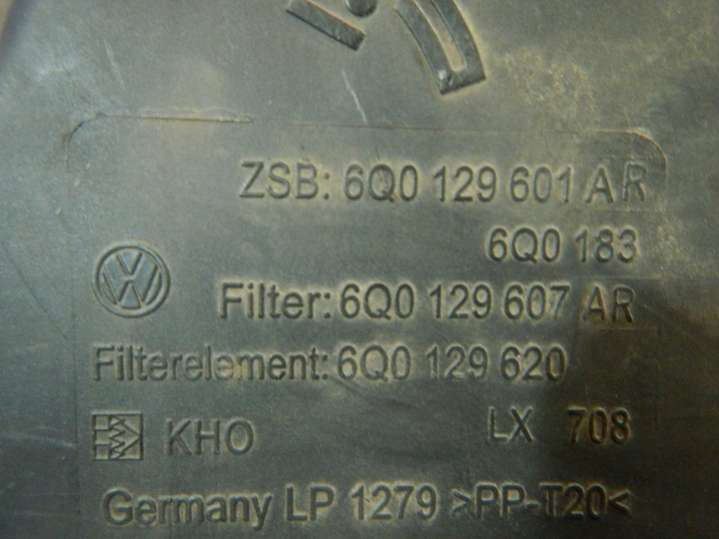 ZSB: 6Q0 129 601 AR
6Q0 183
Filter: 6Q0 129 607 AR
Filterelement: 6Q0 129 620
KHO LX 708
Germany LP 1279 >PP-T20<